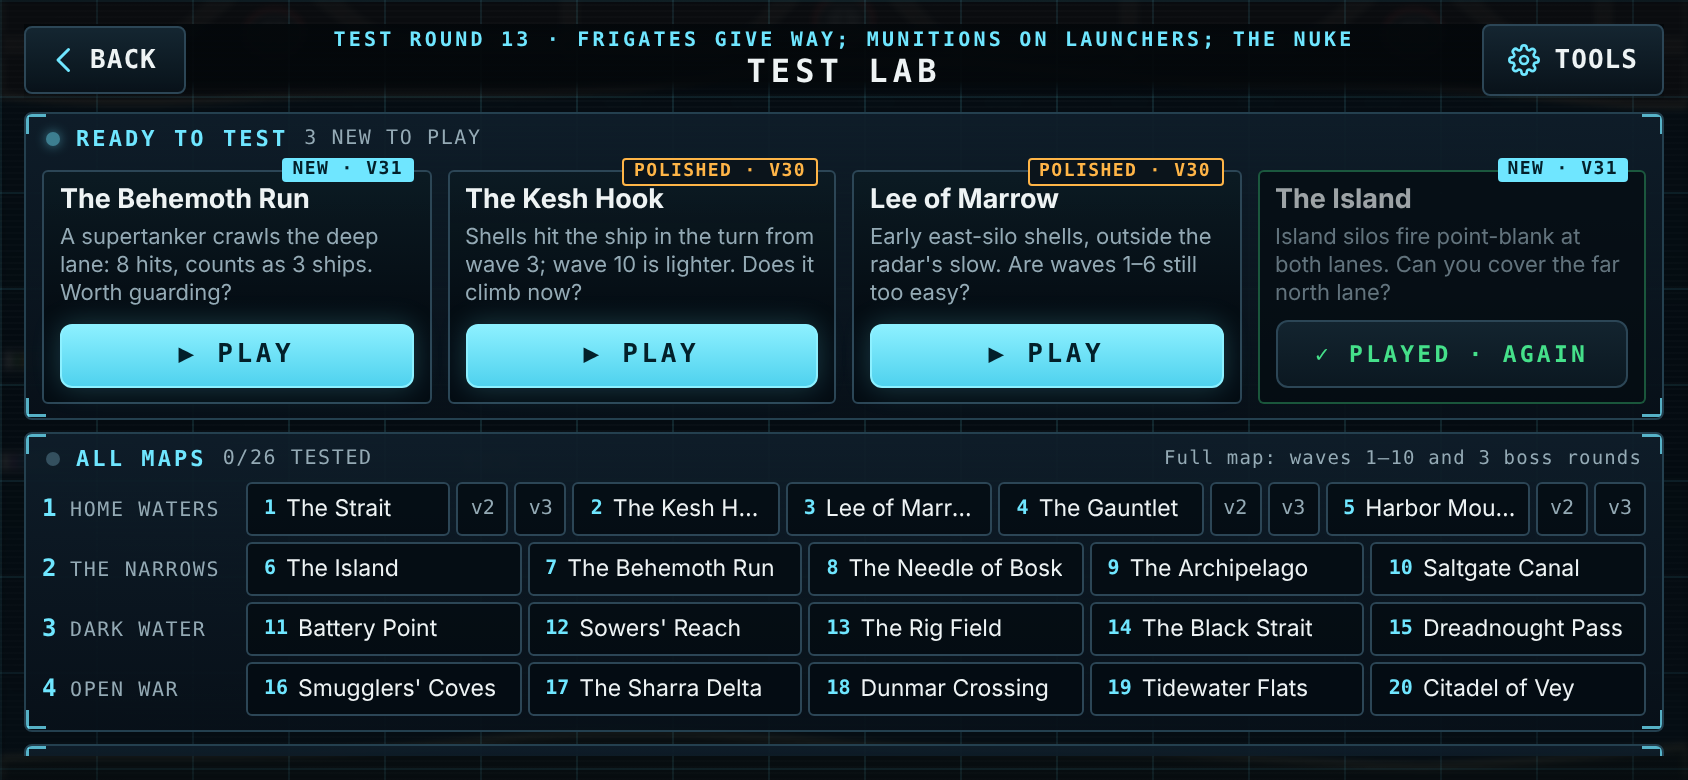 BACK
TEST ROUND 13 · FRIGATES GIVE WAY; MUNITIONS ON LAUNCHERS; THE NUKE
TEST LAB
TOOLS
READY TO TEST 3 NEW TO PLAY
NEW · V31
The Behemoth Run
A supertanker crawls the deep
lane: 8 hits, counts as 3 ships.
Worth guarding?
▶ PLAY
POLISHED · V30
The Kesh Hook
Shells hit the ship in the turn from
wave 3; wave 10 is lighter. Does it
climb now?
▶ PLAY
POLISHED · V30
Lee of Marrow
Early east-silo shells, outside the
radar's slow. Are waves 1–6 still
too easy?
▶ PLAY
NEW · V31
The Island
Island silos fire point-blank at
both lanes. Can you cover the far
north lane?
✓ PLAYED · AGAIN
ALL MAPS 0/26 TESTED Full map: waves 1–10 and 3 boss rounds
1 HOME WATERS 1 The Strait v2 v3 2 The Kesh H... 3 Lee of Marr... 4 The Gauntlet v2 v3 5 Harbor Mou... v2 v3
2 THE NARROWS 6 The Island 7 The Behemoth Run 8 The Needle of Bosk 9 The Archipelago 10 Saltgate Canal
3 DARK WATER 11 Battery Point 12 Sowers' Reach 13 The Rig Field 14 The Black Strait 15 Dreadnought Pass
4 OPEN WAR 16 Smugglers' Coves 17 The Sharra Delta 18 Dunmar Crossing 19 Tidewater Flats 20 Citadel of Vey